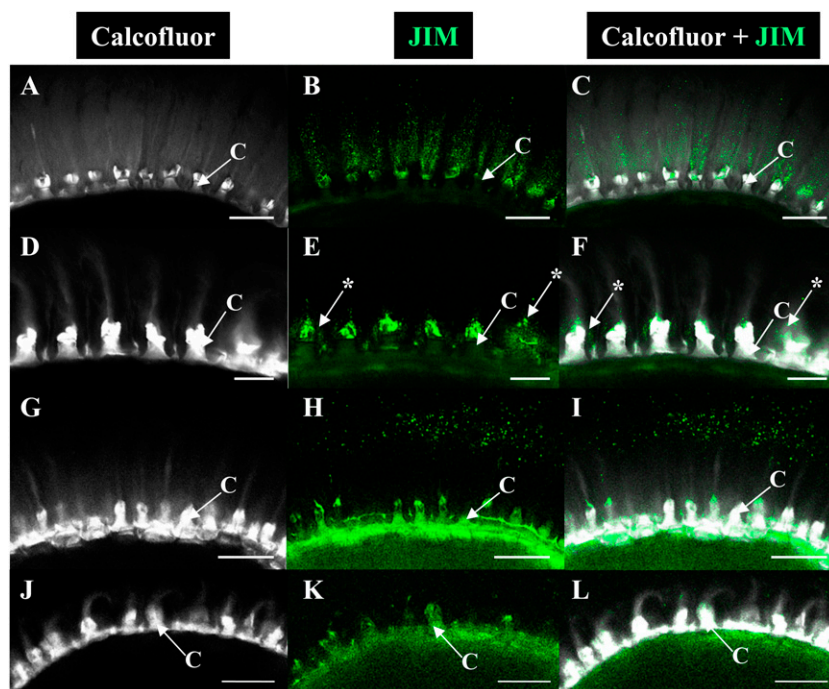 Calcofluor JIM Calcofluor + JIM
A B C
C C C
D E F
* * * *
C C C
G H I
C C C
J K L
C C C